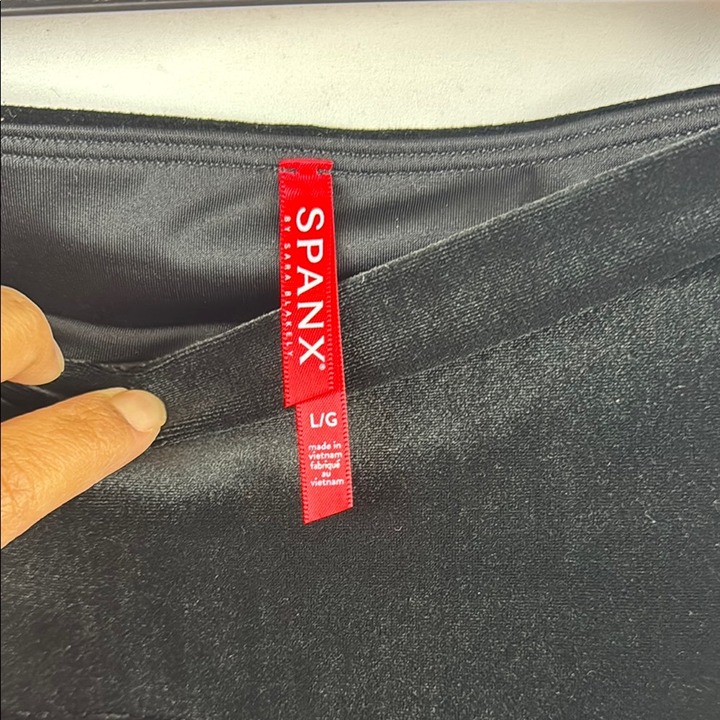 SPANX®
BY SARA BLAKELY
L/G
made in
vietnam
fabriqué
au
vietnam